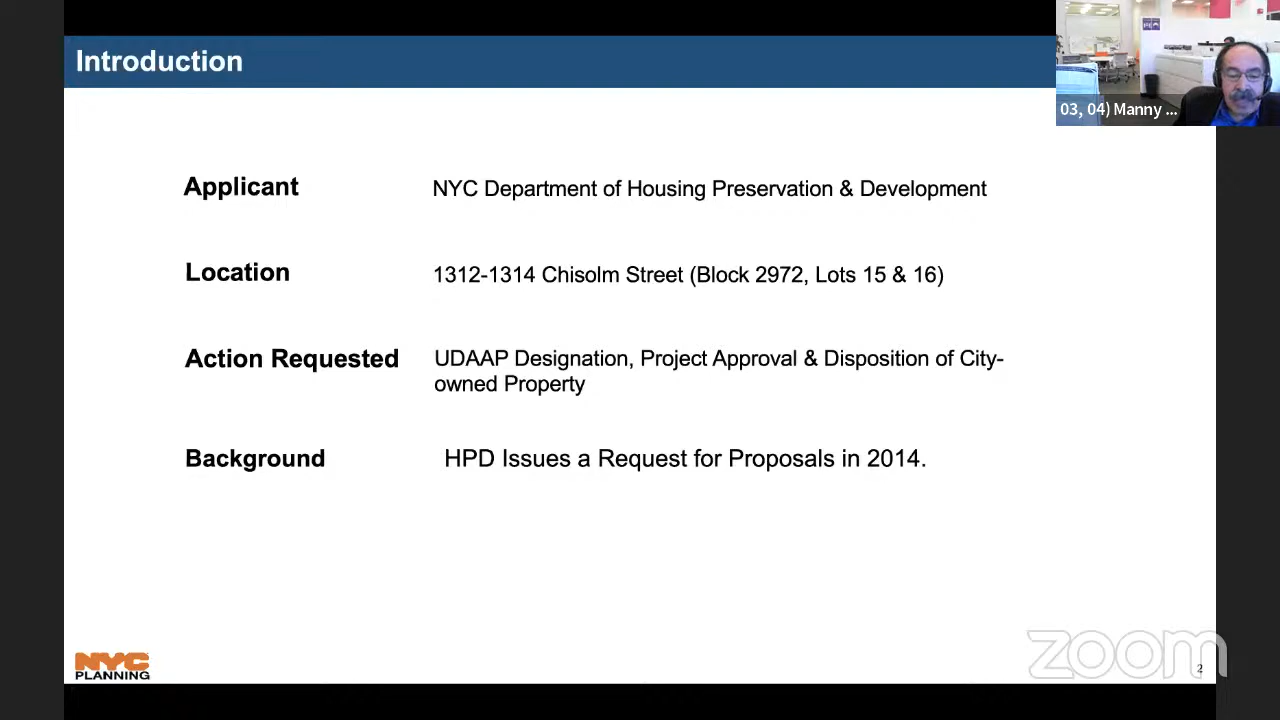 Introduction
03, 04) Manny ...
Applicant
NYC Department of Housing Preservation & Development
Location
1312-1314 Chisolm Street (Block 2972, Lots 15 & 16)
Action Requested
UDAAP Designation, Project Approval & Disposition of City-
owned Property
Background
HPD Issues a Request for Proposals in 2014.
NYC
PLANNING
zoom
2